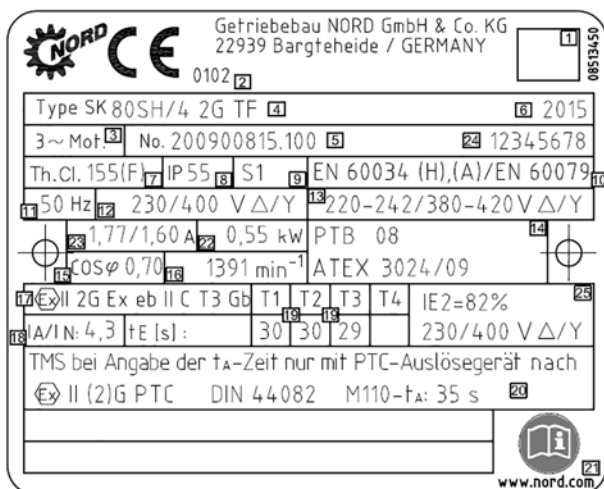 NORD CE Getriebebau NORD GmbH & Co. KG 1
22939 Bargteheide / GERMANY
0102 2
08513450
Type SK 80SH/4 2G TF 4 6 2015
3~ Mot. 3 No. 200900815.100 5 24 12345678
Th.Cl. 155(F) 7 IP 55 8 S1 9 EN 60034 (H),(A)/EN 60079 10
11 50 Hz 12 230/400 V Δ/Y 13 220-242/380-420V Δ/Y
23 1,77/1,60 A 22 0,55 kW PTB 08 14
15 COSφ 0,70 16 1391 min⁻¹ ATEX 3024/09
17 Ex II 2G Ex eb II C T3 Gb T1 T2 T3 T4 IE2=82% 25
19 19
18 IA/IN: 4,3 tE [s] : 30 30 29 230/400 V Δ/Y
TMS bei Angabe der tA-Zeit nur mit PTC-Auslösegerät nach
Ex II (2)G PTC DIN 44082 M110-tA: 35 s 20
21
www.nord.com